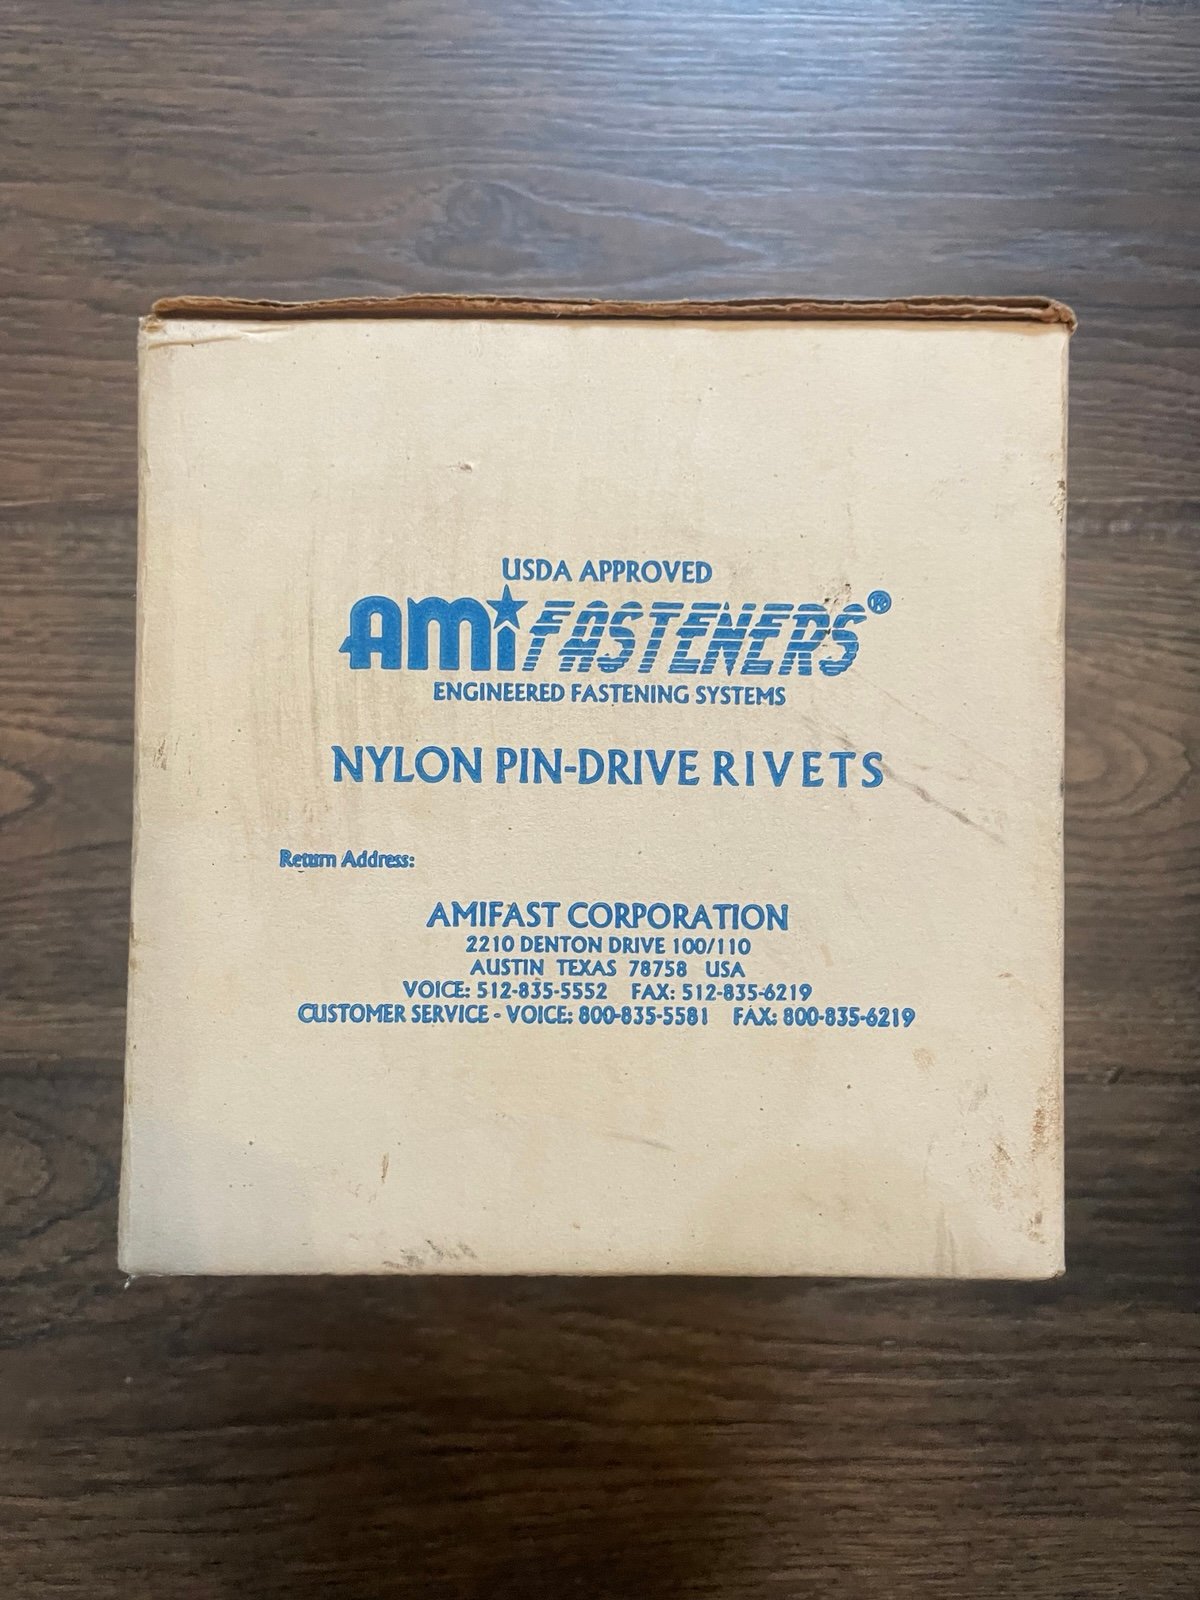 USDA APPROVED
AMi FASTENERS®
ENGINEERED FASTENING SYSTEMS
NYLON PIN-DRIVE RIVETS
Return Address:
AMIFAST CORPORATION
2210 DENTON DRIVE 100/110
AUSTIN TEXAS 78758 USA
VOICE: 512-835-5552 FAX: 512-835-6219
CUSTOMER SERVICE - VOICE: 800-835-5581 FAX: 800-835-6219